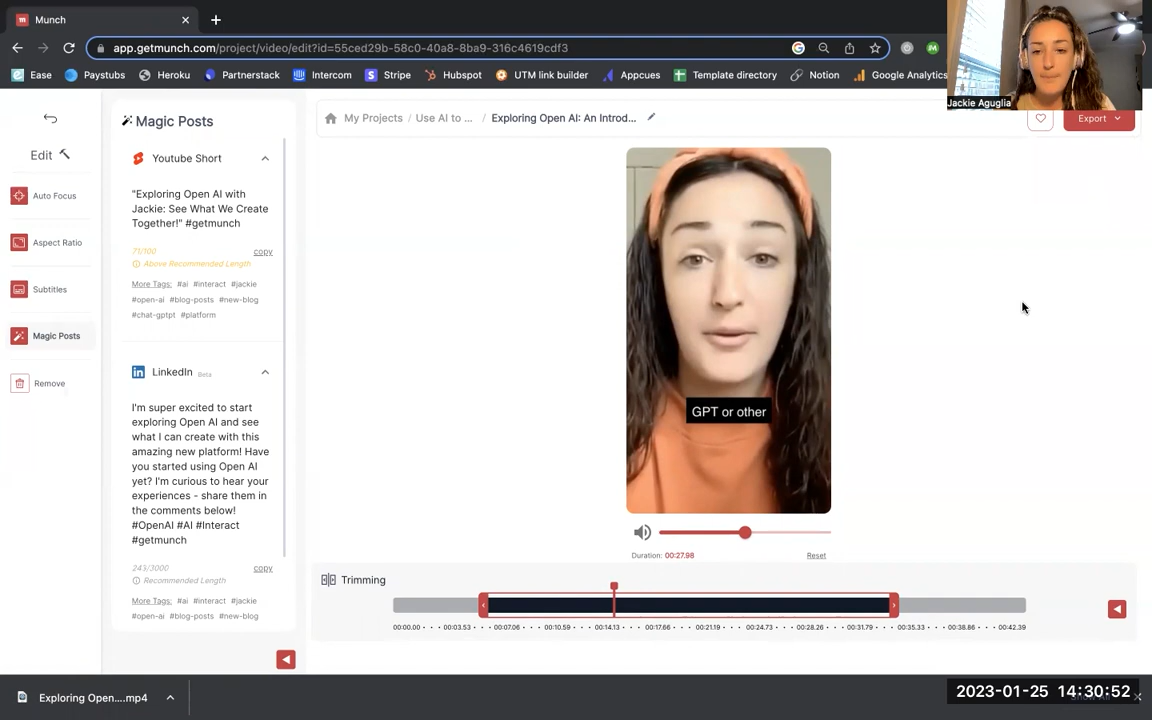 Munch
app.getmunch.com/project/video/edit?id=55ced29b-58c0-40a8-8ba9-316c4619cdf3
Ease Paystubs Heroku Partnerstack Intercom Stripe Hubspot UTM link builder Appcues Template directory Notion Google Analytics
Jackie Aguglia
Edit
Auto Focus
Aspect Ratio
Subtitles
Magic Posts
Remove
Magic Posts
Youtube Short
"Exploring Open AI with
Jackie: See What We Create
Together!" #getmunch
71/100 copy
Above Recommended Length
More Tags: #ai #interact #jackie
#open-ai #blog-posts #new-blog
#chat-gptpt #platform
LinkedIn Beta
I'm super excited to start
exploring Open AI and see
what I can create with this
amazing new platform! Have
you started using Open AI
yet? I'm curious to hear your
experiences - share them in
the comments below!
#OpenAI #AI #Interact
#getmunch
243/3000 copy
Recommended Length
More Tags: #ai #interact #jackie
#open-ai #blog-posts #new-blog
My Projects / Use AI to ... / Exploring Open AI: An Introd...
Export
GPT or other
Duration: 00:27.98 Reset
Trimming
00:00.00 00:03.53 00:07.06 00:10.59 00:14.13 00:17.66 00:21.19 00:24.73 00:28.26 00:31.79 00:35.33 00:38.86 00:42.39
Exploring Open....mp4
2023-01-25 14:30:52